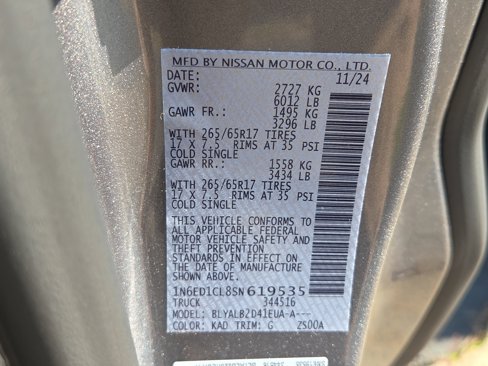 MFD BY NISSAN MOTOR CO., LTD.
DATE: 11/24
GVWR: 2727 KG
6012 LB
GAWR FR.: 1495 KG
3296 LB
WITH 265/65R17 TIRES
17 X 7.5 RIMS AT 35 PSI
COLD SINGLE
GAWR RR.: 1558 KG
3434 LB
WITH 265/65R17 TIRES
17 X 7.5 RIMS AT 35 PSI
COLD SINGLE
THIS VEHICLE CONFORMS TO
ALL APPLICABLE FEDERAL
MOTOR VEHICLE SAFETY AND
THEFT PREVENTION
STANDARDS IN EFFECT ON
THE DATE OF MANUFACTURE
SHOWN ABOVE.
1N6ED1CL8SN619535
TRUCK 344516
MODEL: BLYALBZD41EUA-A---
COLOR: KAD TRIM: G ZS00A